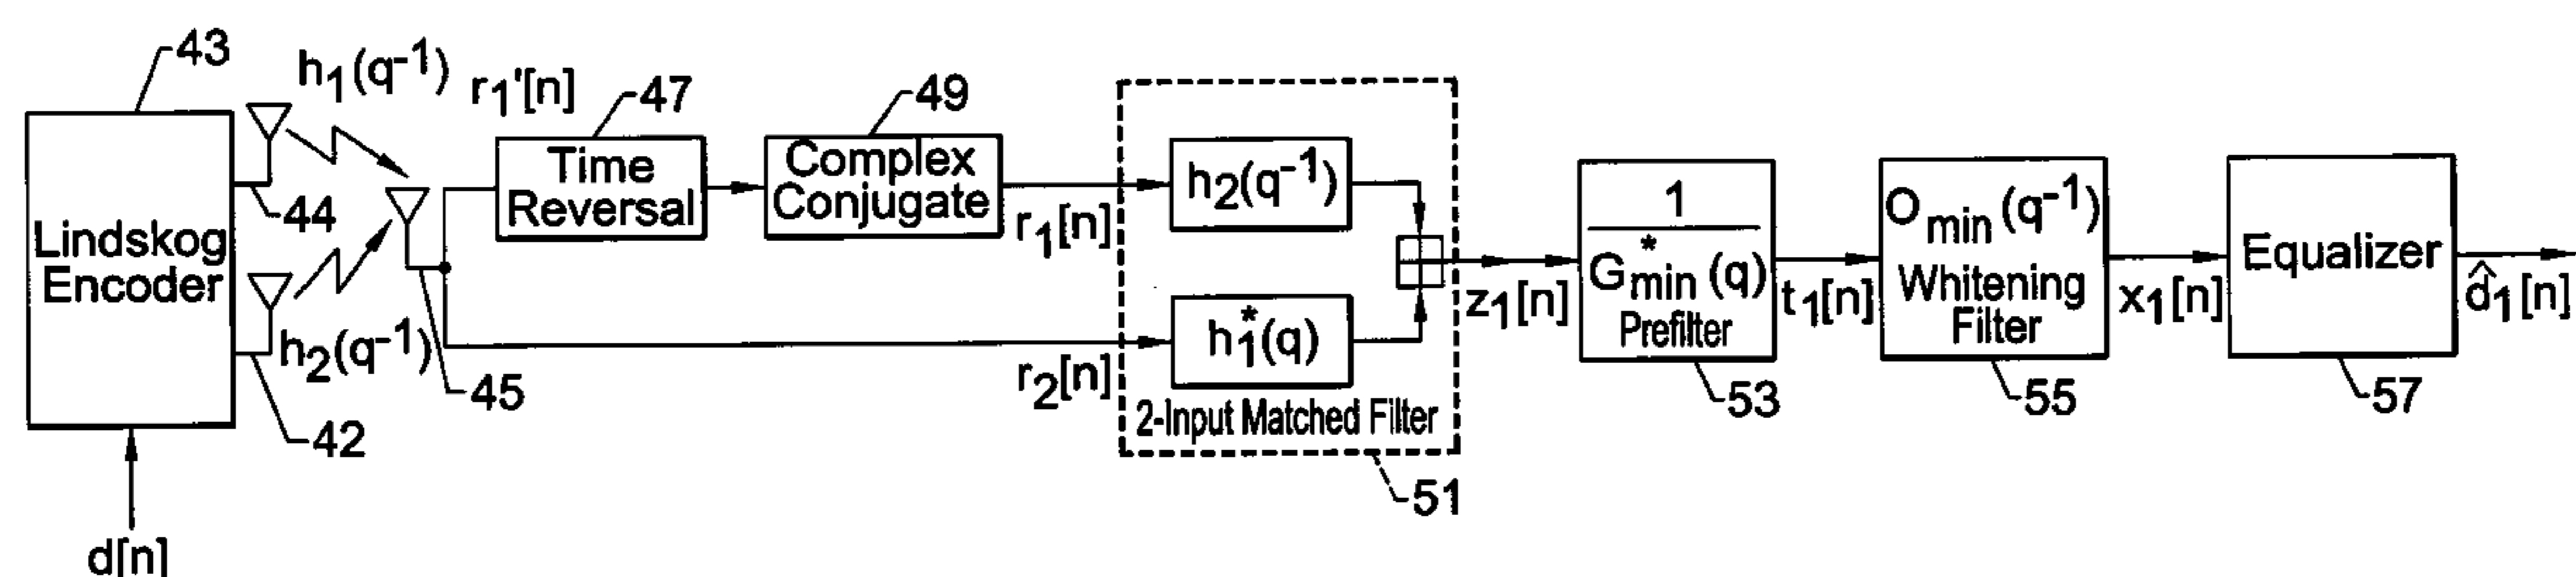 43
h1(q-1)
r1'[n]
47
49
Lindskog
Encoder
44
Time
Reversal
Complex
Conjugate
r1[n]
h2(q-1)
h1*(q)
2-Input Matched Filter
51
h2(q-1)
45
42
r2[n]
z1[n]
1
G*min(q)
Prefilter
53
t1[n]
Omin(q-1)
Whitening
Filter
55
x1[n]
Equalizer
57
d̂1[n]
d[n]